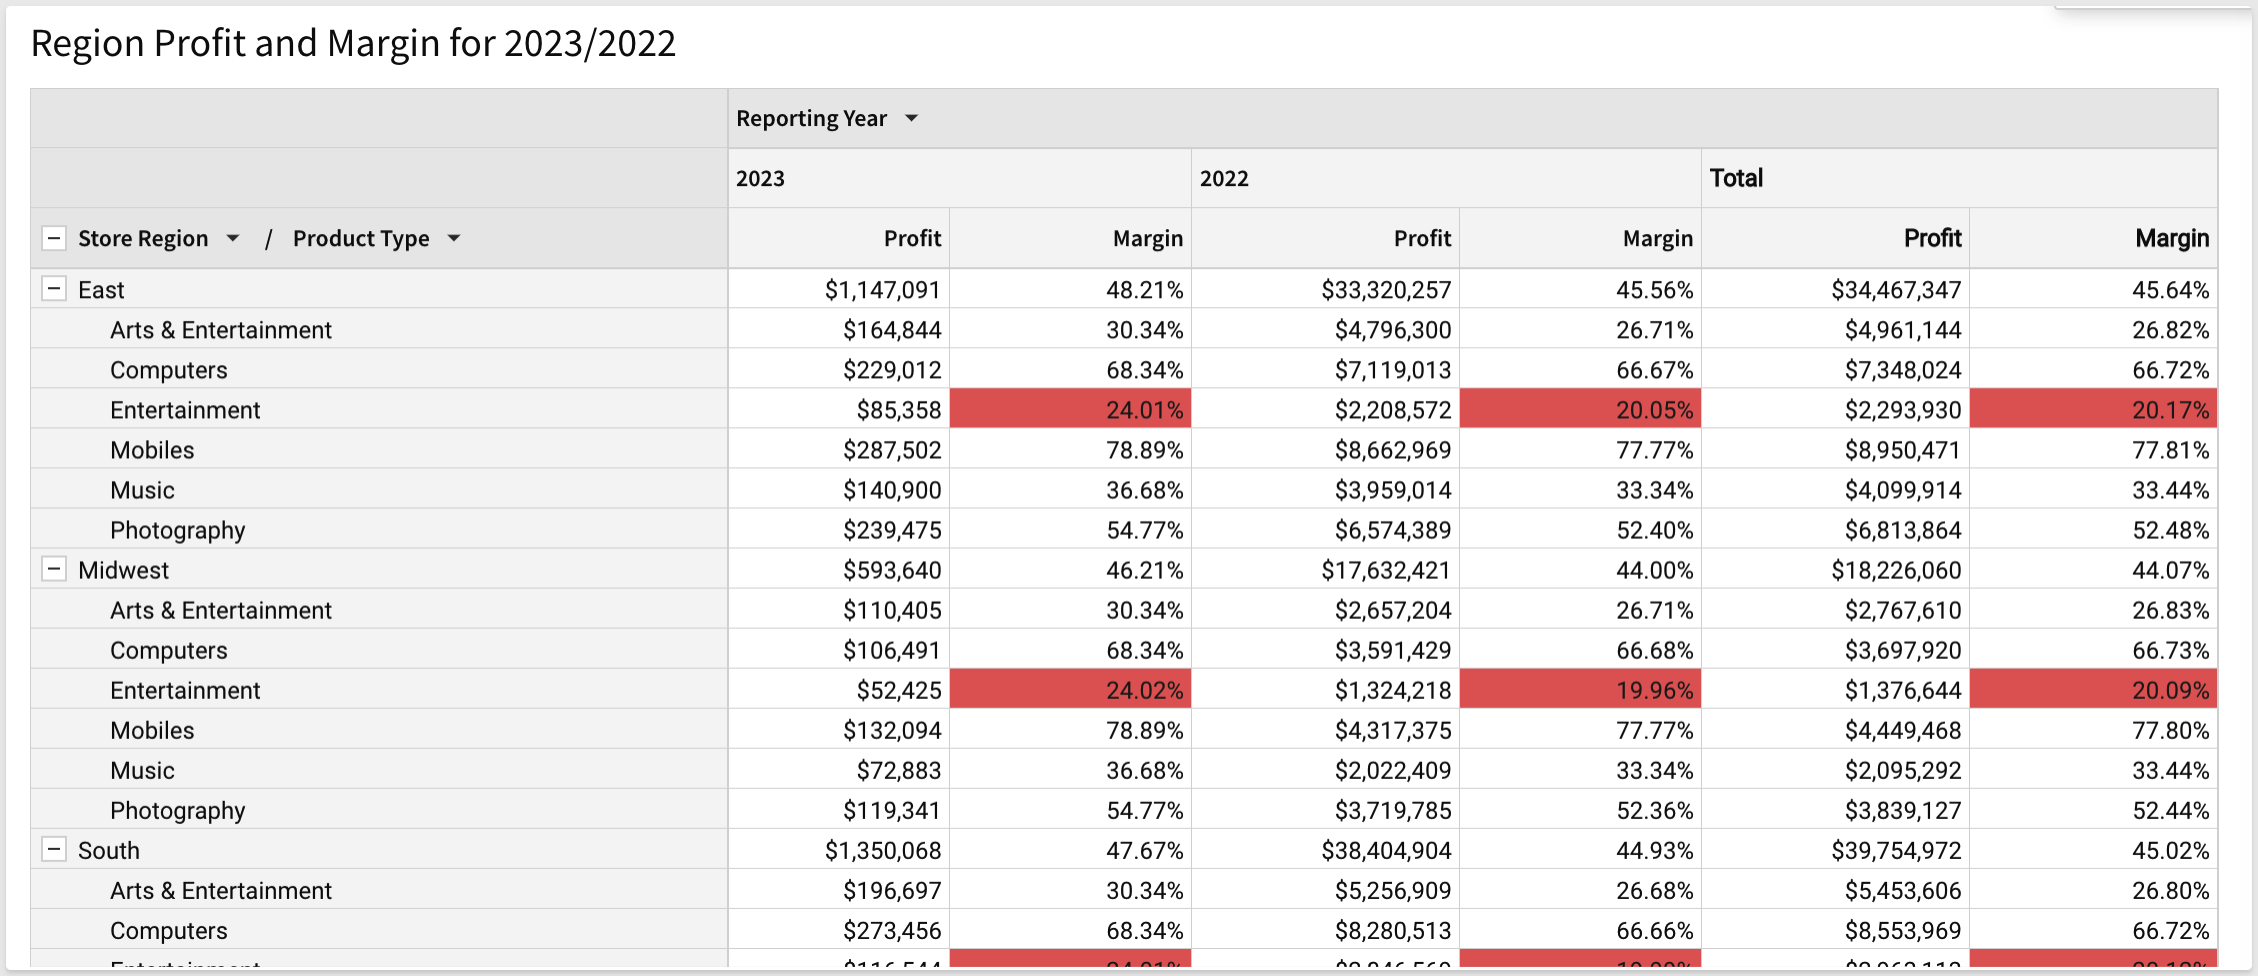 Region Profit and Margin for 2023/2022
Reporting Year
2023 2022 Total
Store Region / Product Type Profit Margin Profit Margin Profit Margin
East $1,147,091 48.21% $33,320,257 45.56% $34,467,347 45.64%
Arts & Entertainment $164,844 30.34% $4,796,300 26.71% $4,961,144 26.82%
Computers $229,012 68.34% $7,119,013 66.67% $7,348,024 66.72%
Entertainment $85,358 24.01% $2,208,572 20.05% $2,293,930 20.17%
Mobiles $287,502 78.89% $8,662,969 77.77% $8,950,471 77.81%
Music $140,900 36.68% $3,959,014 33.34% $4,099,914 33.44%
Photography $239,475 54.77% $6,574,389 52.40% $6,813,864 52.48%
Midwest $593,640 46.21% $17,632,421 44.00% $18,226,060 44.07%
Arts & Entertainment $110,405 30.34% $2,657,204 26.71% $2,767,610 26.83%
Computers $106,491 68.34% $3,591,429 66.68% $3,697,920 66.73%
Entertainment $52,425 24.02% $1,324,218 19.96% $1,376,644 20.09%
Mobiles $132,094 78.89% $4,317,375 77.77% $4,449,468 77.80%
Music $72,883 36.68% $2,022,409 33.34% $2,095,292 33.44%
Photography $119,341 54.77% $3,719,785 52.36% $3,839,127 52.44%
South $1,350,068 47.67% $38,404,904 44.93% $39,754,972 45.02%
Arts & Entertainment $196,697 30.34% $5,256,909 26.68% $5,453,606 26.80%
Computers $273,456 68.34% $8,280,513 66.66% $8,553,969 66.72%
Entertainment